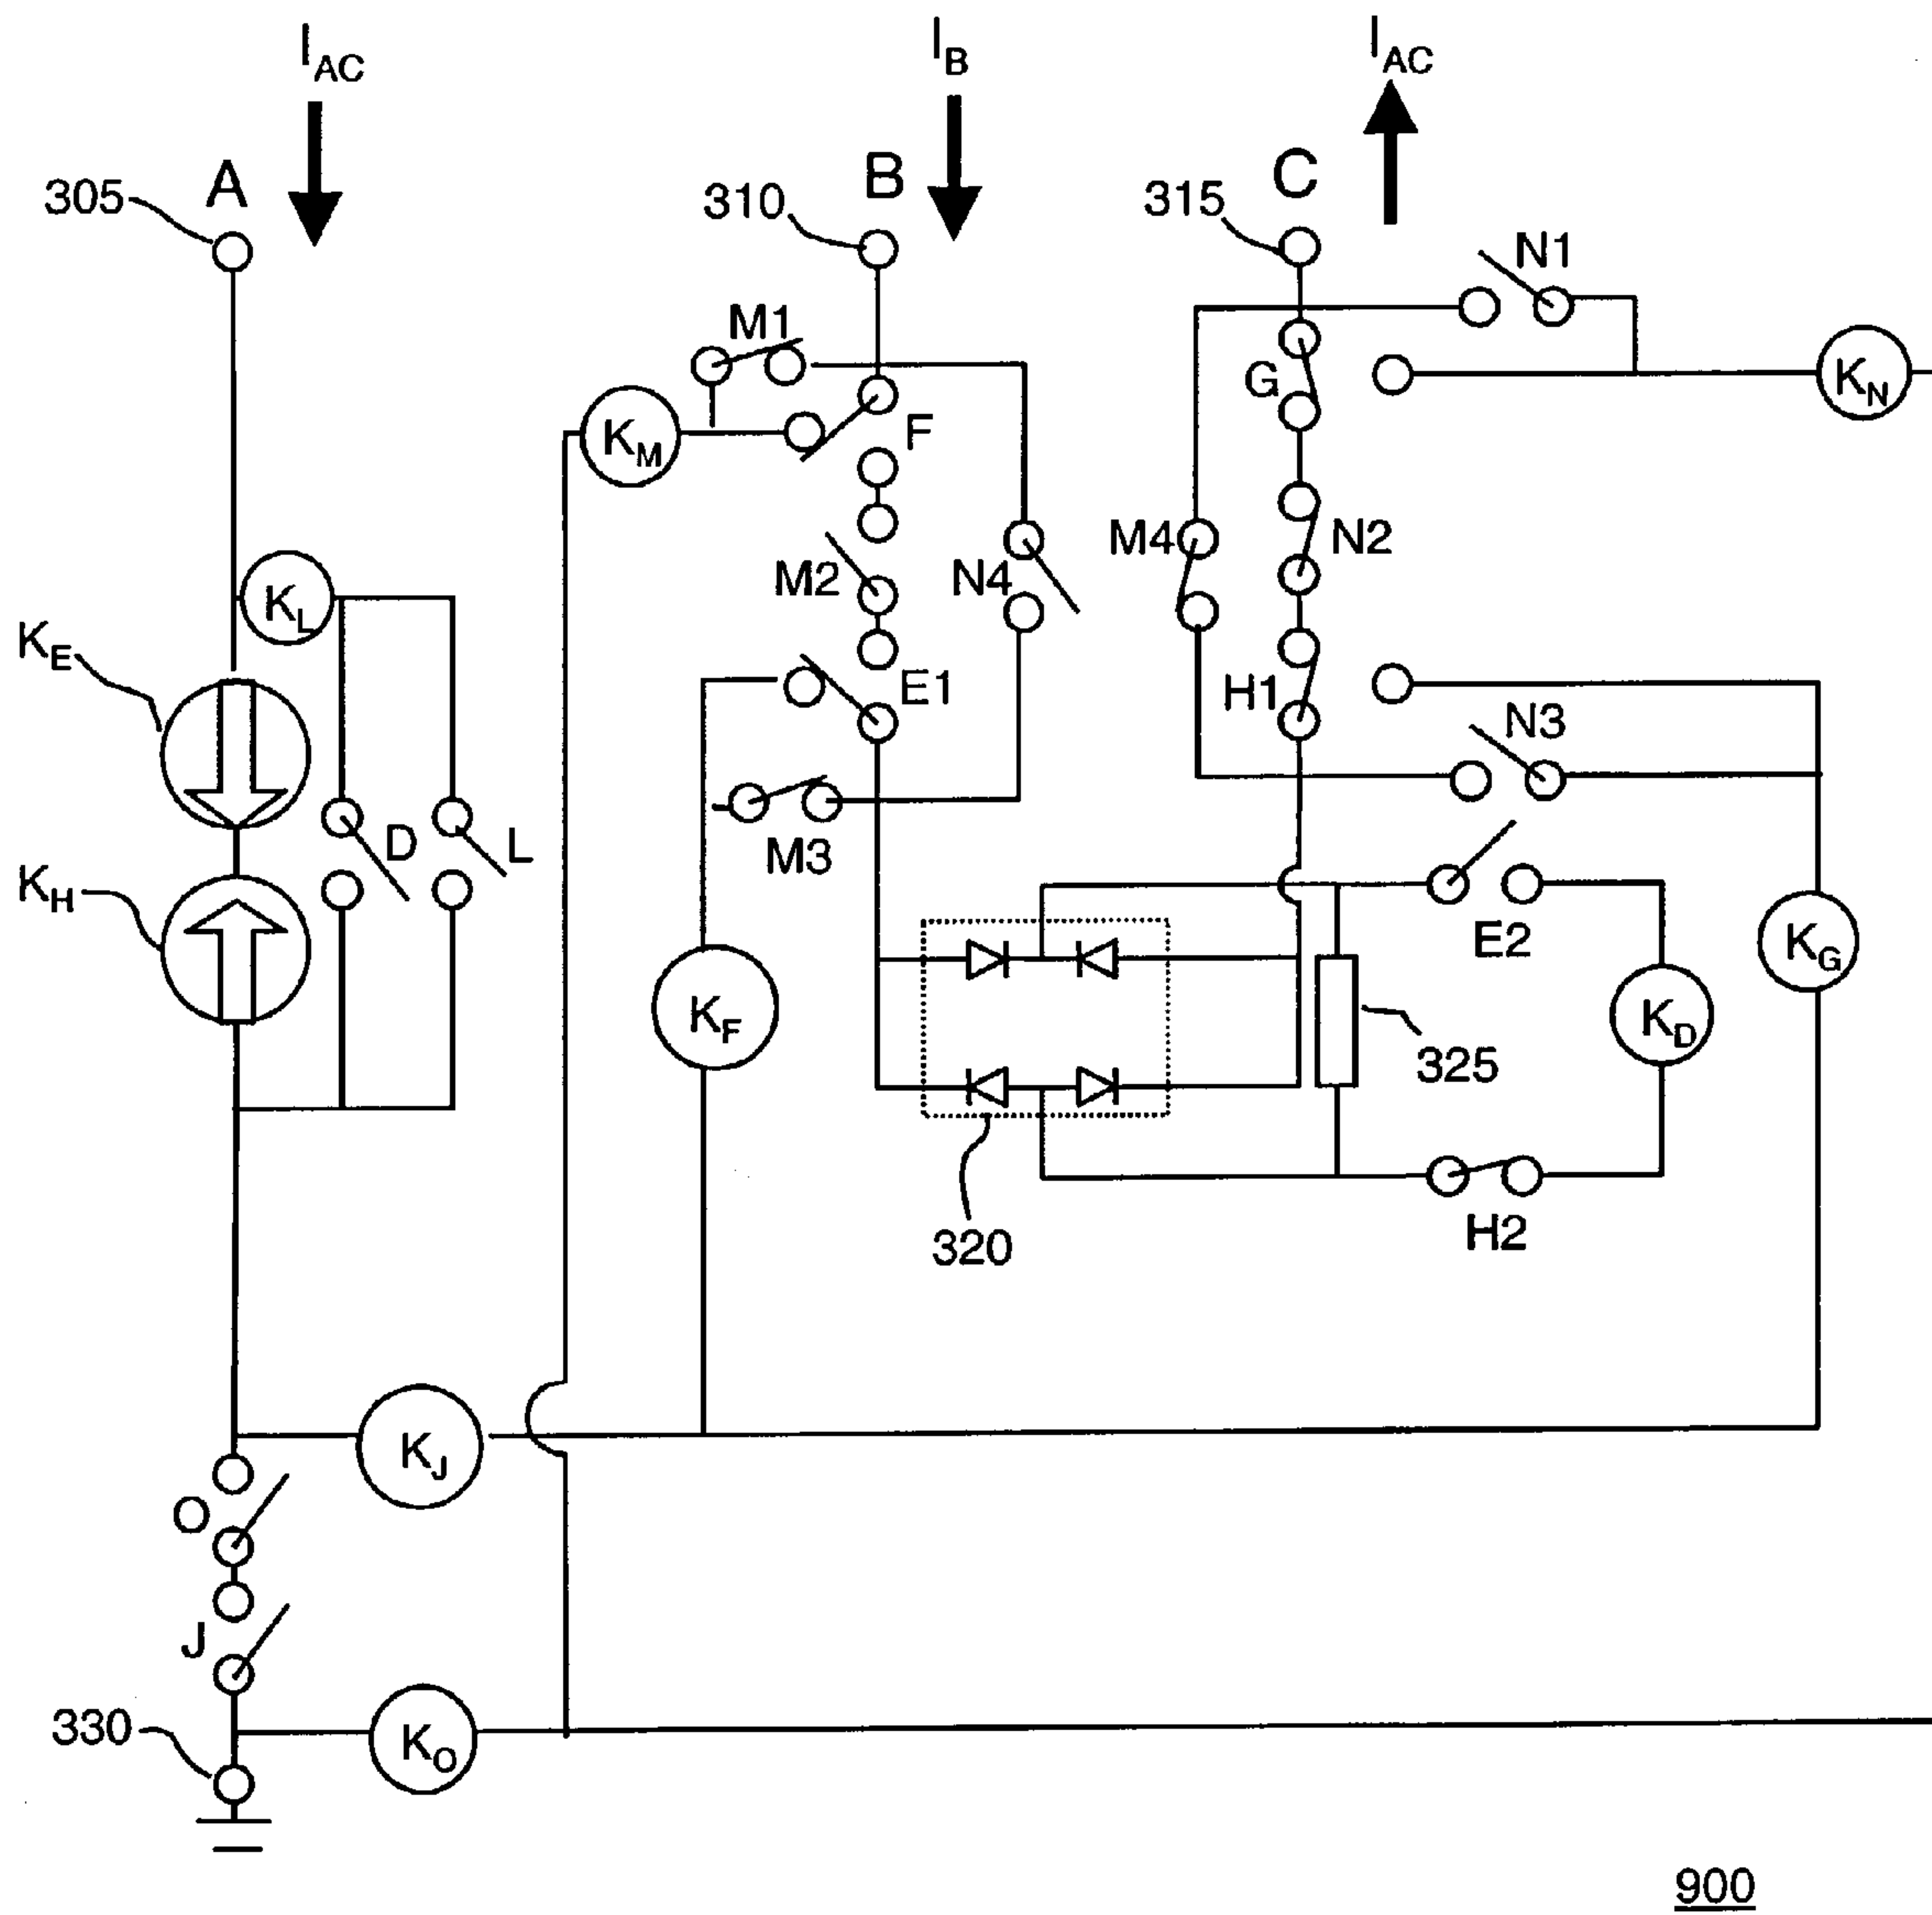 I_AC
I_B
I_AC
305
A
310
B
315
C
N1
M1
G
K_N
K_M
F
M4
N2
M2
N4
K_L
K_E
E1
H1
N3
D
L
M3
K_H
E2
K_G
K_F
K_D
325
320
H2
K_J
O
J
330
K_O
900